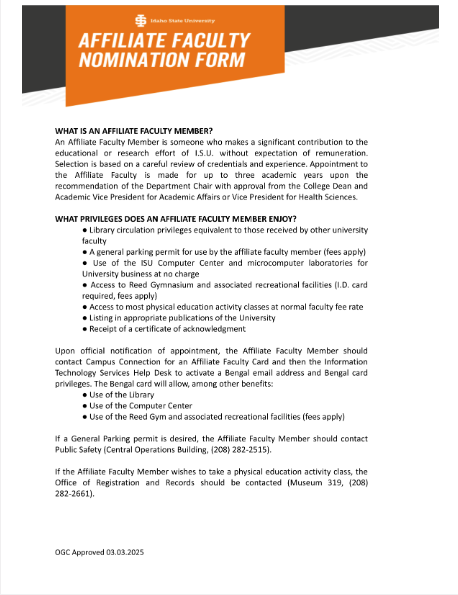 Idaho State University
AFFILIATE FACULTY
NOMINATION FORM
WHAT IS AN AFFILIATE FACULTY MEMBER?
An Affiliate Faculty Member is someone who makes a significant contribution to the
educational or research effort of I.S.U. without expectation of remuneration.
Selection is based on a careful review of credentials and experience. Appointment to
the Affiliate Faculty is made for up to three academic years upon the
recommendation of the Department Chair with approval from the College Dean and
Academic Vice President for Academic Affairs or Vice President for Health Sciences.
WHAT PRIVILEGES DOES AN AFFILIATE FACULTY MEMBER ENJOY?
● Library circulation privileges equivalent to those received by other university
faculty
● A general parking permit for use by the affiliate faculty member (fees apply)
● Use of the ISU Computer Center and microcomputer laboratories for
University business at no charge
● Access to Reed Gymnasium and associated recreational facilities (I.D. card
required, fees apply)
● Access to most physical education activity classes at normal faculty fee rate
● Listing in appropriate publications of the University
● Receipt of a certificate of acknowledgment
Upon official notification of appointment, the Affiliate Faculty Member should
contact Campus Connection for an Affiliate Faculty Card and then the Information
Technology Services Help Desk to activate a Bengal email address and Bengal card
privileges. The Bengal card will allow, among other benefits:
● Use of the Library
● Use of the Computer Center
● Use of the Reed Gym and associated recreational facilities (fees apply)
If a General Parking permit is desired, the Affiliate Faculty Member should contact
Public Safety (Central Operations Building, (208) 282-2515).
If the Affiliate Faculty Member wishes to take a physical education activity class, the
Office of Registration and Records should be contacted (Museum 319, (208)
282-2661).
OGC Approved 03.03.2025